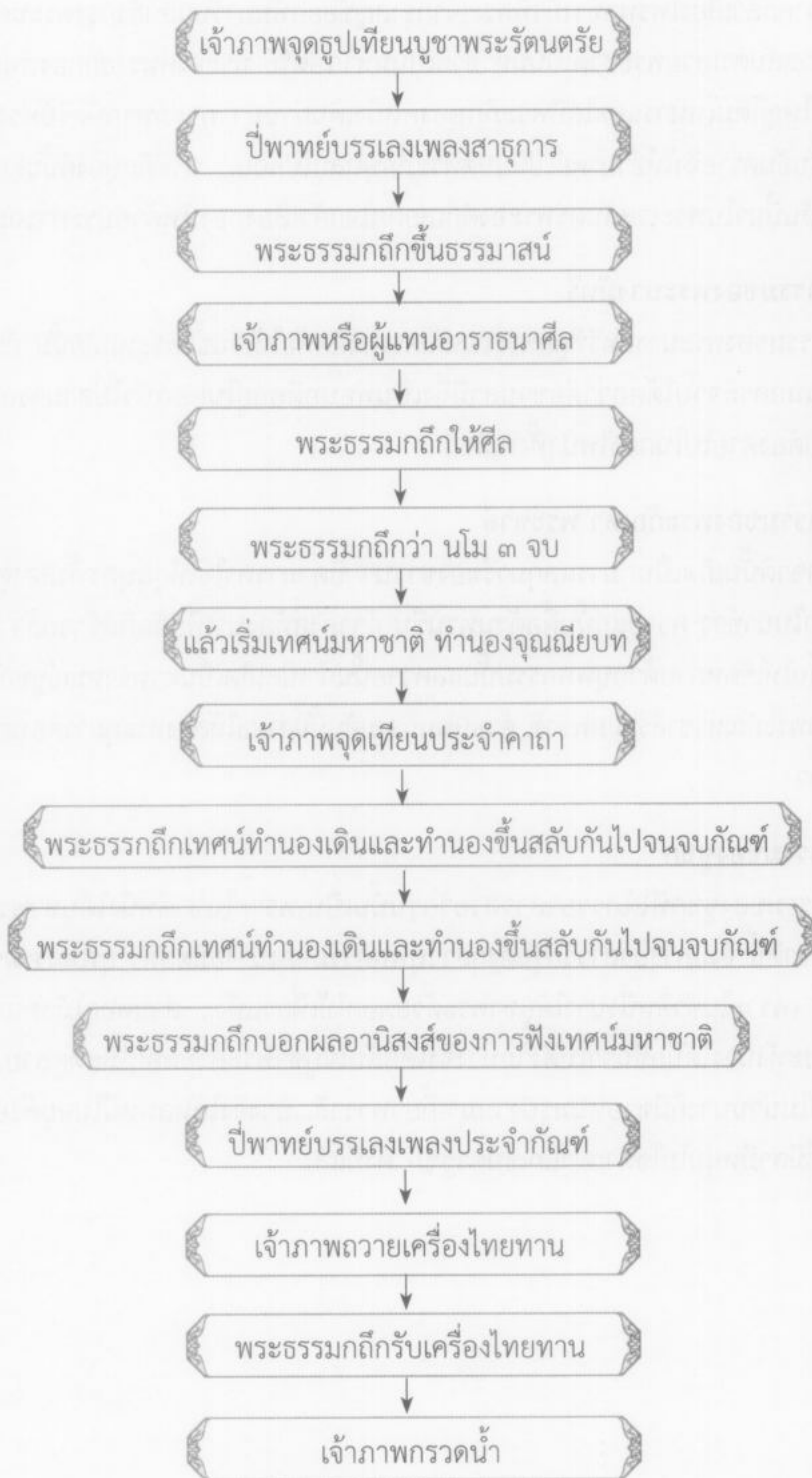 เจ้าภาพจุดธูปเทียนบูชาพระรัตนตรัย
ปี่พาทย์บรรเลงเพลงสาธุการ
พระธรรมกถึกขึ้นธรรมาสน์
เจ้าภาพหรือผู้แทนอาราธนาศีล
พระธรรมกถึกให้ศีล
พระธรรมกถึกว่า นโม ๓ จบ
แล้วเริ่มเทศน์มหาชาติ ทำนองจุณณียบท
เจ้าภาพจุดเทียนประจำคาถา
พระธรรกถึกเทศน์ทำนองเดินและทำนองขึ้นสลับกันไปจนจบกัณฑ์
พระธรรมกถึกเทศน์ทำนองเดินและทำนองขึ้นสลับกันไปจนจบกัณฑ์
พระธรรมกถึกบอกผลอานิสงส์ของการฟังเทศน์มหาชาติ
ปี่พาทย์บรรเลงเพลงประจำกัณฑ์
เจ้าภาพถวายเครื่องไทยทาน
พระธรรมกถึกรับเครื่องไทยทาน
เจ้าภาพกรวดน้ำ